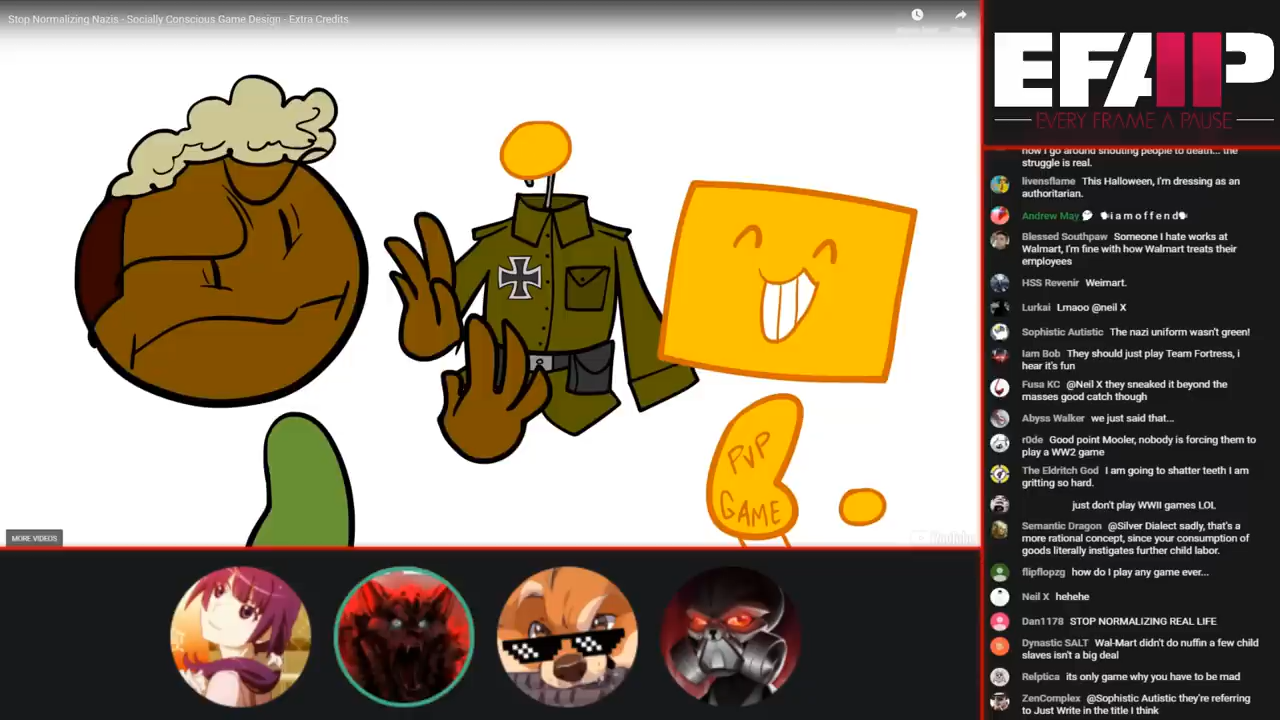 Stop Normalizing Nazis - Socially Conscious Game Design - Extra Credits
PVP
GAME
MORE VIDEOS
EFAP
EVERY FRAME A PAUSE
how I go around shouting people to death... the
struggle is real.
livensflame This Halloween, I'm dressing as an
authoritarian.
Andrew May i a m o f f e n d
Blessed Southpaw Someone I hate works at
Walmart, I'm fine with how Walmart treats their
employees
HSS Revenir Weimart.
Lurkai Lmaoo @neil X
Sophistic Autistic The nazi uniform wasn't green!
Iam Bob They should just play Team Fortress, i
hear it's fun
Fusa KC @Neil X they sneaked it beyond the
masses good catch though
Abyss Walker we just said that...
r0de Good point Mooler, nobody is forcing them to
play a WW2 game
The Eldritch God I am going to shatter teeth I am
gritting so hard.
just don't play WWII games LOL
Semantic Dragon @Silver Dialect sadly, that's a
more rational concept, since your consumption of
goods literally instigates further child labor.
flipflopzg how do I play any game ever...
Neil X hehehe
Dan1178 STOP NORMALIZING REAL LIFE
Dynastic SALT Wal-Mart didn't do nuffin a few child
slaves isn't a big deal
Relptica its only game why you have to be mad
ZenComplex @Sophistic Autistic they're referring
to Just Write in the title I think